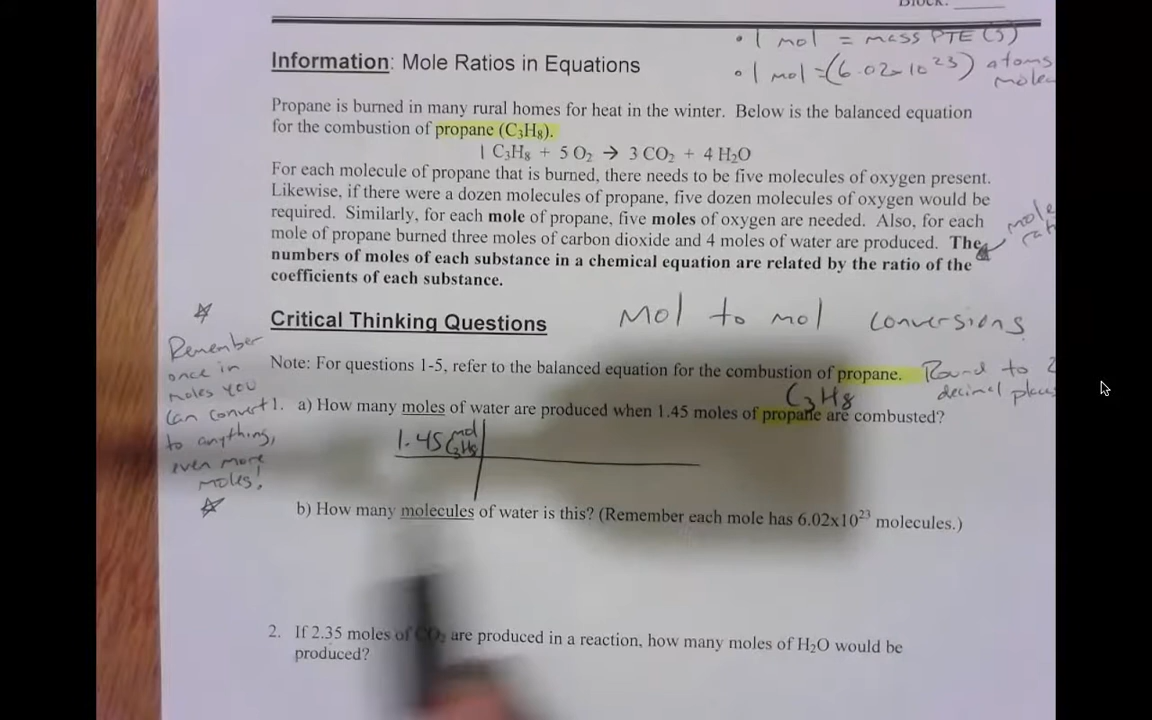 Block:
• 1 mol = mass PTE (g)
Information: Mole Ratios in Equations
• 1 mol = (6.02x10²³) atoms
Propane is burned in many rural homes for heat in the winter. Below is the balanced equation
for the combustion of propane (C₃H₈).
1 C₃H₈ + 5 O₂ → 3 CO₂ + 4 H₂O
For each molecule of propane that is burned, there needs to be five molecules of oxygen present.
Likewise, if there were a dozen molecules of propane, five dozen molecules of oxygen would be
required. Similarly, for each mole of propane, five moles of oxygen are needed. Also, for each
mole of propane burned three moles of carbon dioxide and 4 moles of water are produced. The
numbers of moles of each substance in a chemical equation are related by the ratio of the
coefficients of each substance.
mole
Critical Thinking Questions
Mol to mol conversions
Remember
once in
moles you
can convert
to anything,
even more
moles!
Note: For questions 1-5, refer to the balanced equation for the combustion of propane.
Round to 2
decimal places
C₃H₈
1. a) How many moles of water are produced when 1.45 moles of propane are combusted?
1.45 mol C₃H₈
b) How many molecules of water is this? (Remember each mole has 6.02x10²³ molecules.)
2. If 2.35 moles of CO₂ are produced in a reaction, how many moles of H₂O would be
produced?